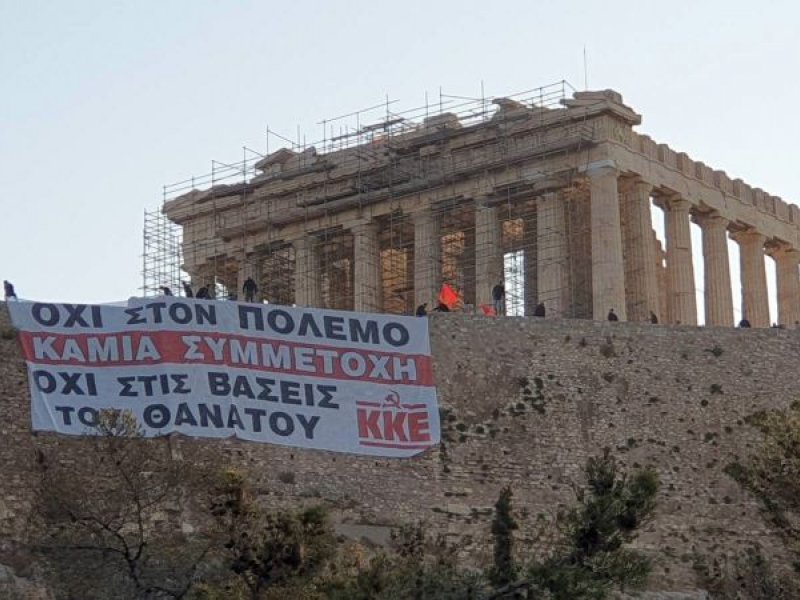 ΟΧΙ ΣΤΟΝ ΠΟΛΕΜΟ
ΚΑΜΙΑ ΣΥΜΜΕΤΟΧΗ
ΟΧΙ ΣΤΙΣ ΒΑΣΕΙΣ
ΤΟΥ ΘΑΝΑΤΟΥ
ΚΚΕ